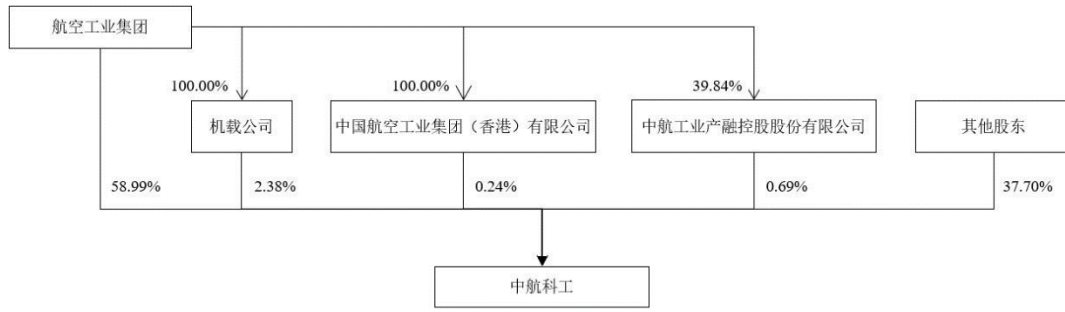 航空工业集团
100.00%
100.00%
39.84%
机载公司
中国航空工业集团（香港）有限公司
中航工业产融控股股份有限公司
其他股东
58.99%
2.38%
0.24%
0.69%
37.70%
中航科工